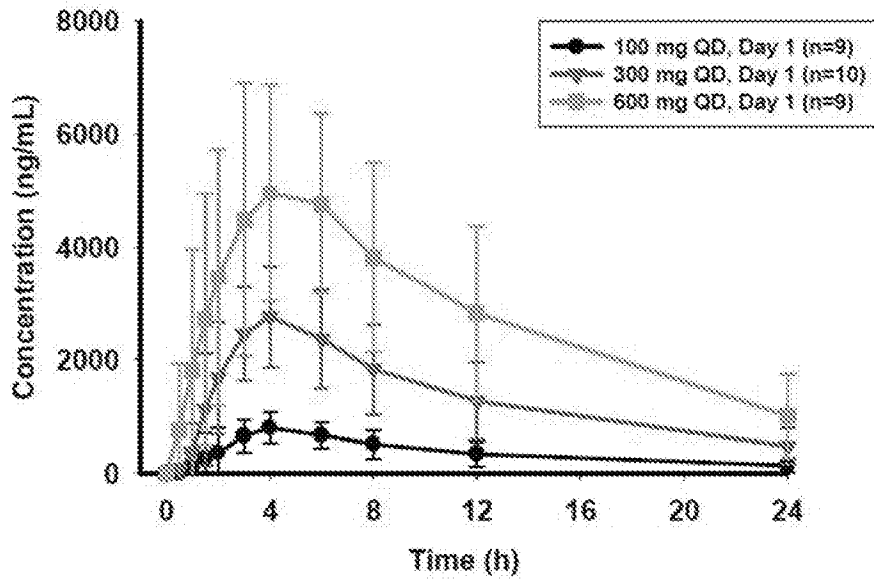 8000
6000
4000
2000
0
Concentration (ng/mL)
100 mg QD, Day 1 (n=9)
300 mg QD, Day 1 (n=10)
600 mg QD, Day 1 (n=9)
0 4 8 12 16 20 24
Time (h)